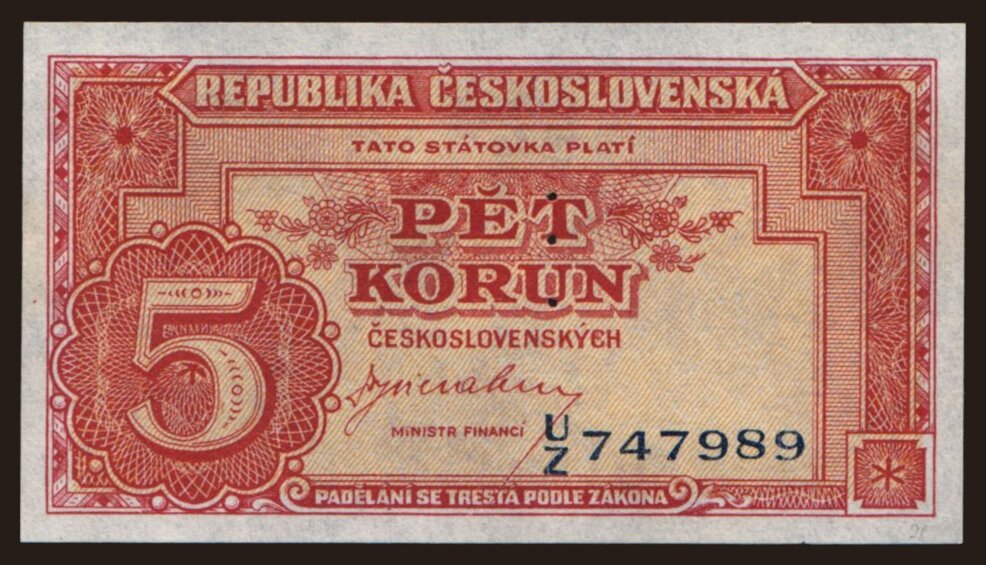 REPUBLIKA ČESKOSLOVENSKÁ
TATO STÁTOVKA PLATÍ
PĚT
KORUN
ČESKOSLOVENSKÝCH
5
MINISTR FINANCÍ
U/Z 747989
PADĚLÁNÍ SE TRESTÁ PODLE ZÁKONA